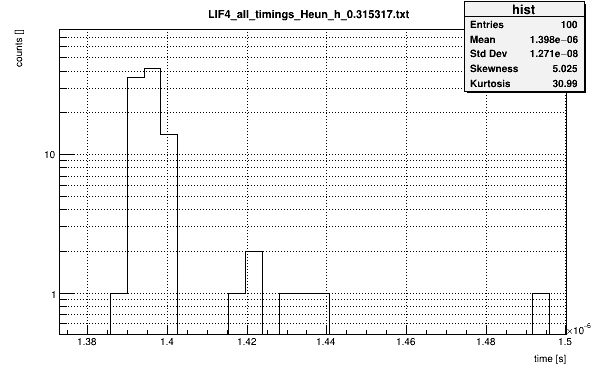 LIF4_all_timings_Heun_h_0.315317.txt
hist
Entries 100
Mean 1.398e−06
Std Dev 1.271e−08
Skewness 5.025
Kurtosis 30.99
counts []
10
1
1.38 1.4 1.42 1.44 1.46 1.48 1.5
×10⁻⁶
time [s]